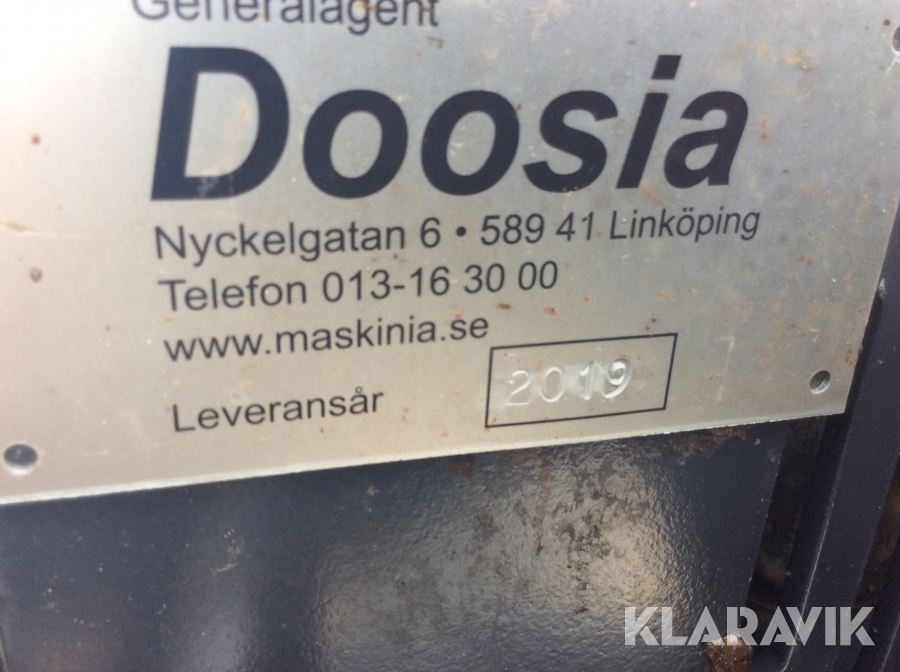 Generalagent
Doosia
Nyckelgatan 6 • 589 41 Linköping
Telefon 013-16 30 00
www.maskinia.se
Leveransår 2019
KLARAVIK